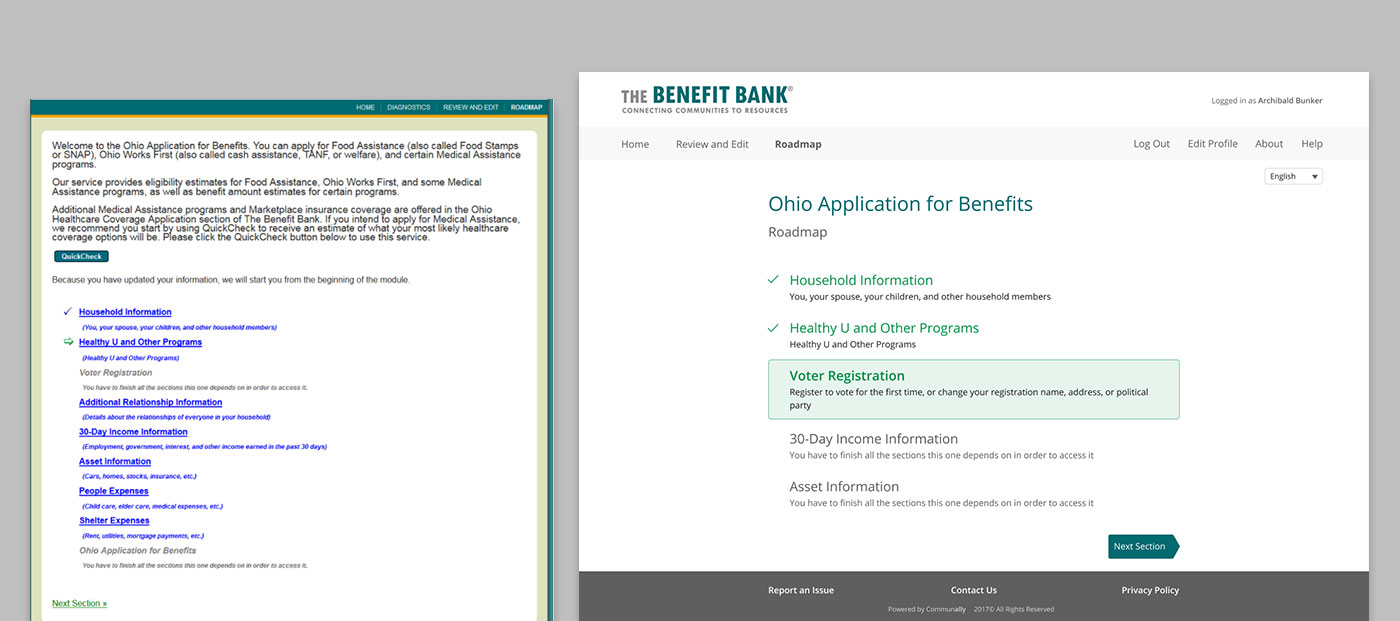 HOME | DIAGNOSTICS | REVIEW AND EDIT | ROADMAP
Welcome to the Ohio Application for Benefits. You can apply for Food Assistance (also called Food Stamps
or SNAP), Ohio Works First (also called cash assistance, TANF, or welfare), and certain Medical Assistance
programs.
Our service provides eligibility estimates for Food Assistance, Ohio Works First, and some Medical
Assistance programs, as well as benefit amount estimates for certain programs.
Additional Medical Assistance programs and Marketplace insurance coverage are offered in the Ohio
Healthcare Coverage Application section of The Benefit Bank. If you intend to apply for Medical Assistance,
we recommend you start by using QuickCheck to receive an estimate of what your most likely healthcare
coverage options will be. Please click the QuickCheck button below to use this service.
QuickCheck
Because you have updated your information, we will start you from the beginning of the module.
Household Information
(You, your spouse, your children, and other household members)
Healthy U and Other Programs
(Healthy U and Other Programs)
Voter Registration
You have to finish all the sections this one depends on in order to access it.
Additional Relationship Information
(Details about the relationships of everyone in your household)
30-Day Income Information
(Employment, government, interest, and other income earned in the past 30 days)
Asset Information
(Cars, homes, stocks, insurance, etc.)
People Expenses
(Child care, elder care, medical expenses, etc.)
Shelter Expenses
(Rent, utilities, mortgage payments, etc.)
Ohio Application for Benefits
You have to finish all the sections this one depends on in order to access it.
Next Section »
THE BENEFIT BANK®
CONNECTING COMMUNITIES TO RESOURCES
Logged in as Archibald Bunker
Home Review and Edit Roadmap Log Out Edit Profile About Help
English
Ohio Application for Benefits
Roadmap
Household Information
You, your spouse, your children, and other household members
Healthy U and Other Programs
Healthy U and Other Programs
Voter Registration
Register to vote for the first time, or change your registration name, address, or political
party
30-Day Income Information
You have to finish all the sections this one depends on in order to access it
Asset Information
You have to finish all the sections this one depends on in order to access it
Next Section
Report an Issue Contact Us Privacy Policy
Powered by Communally 2017© All Rights Reserved